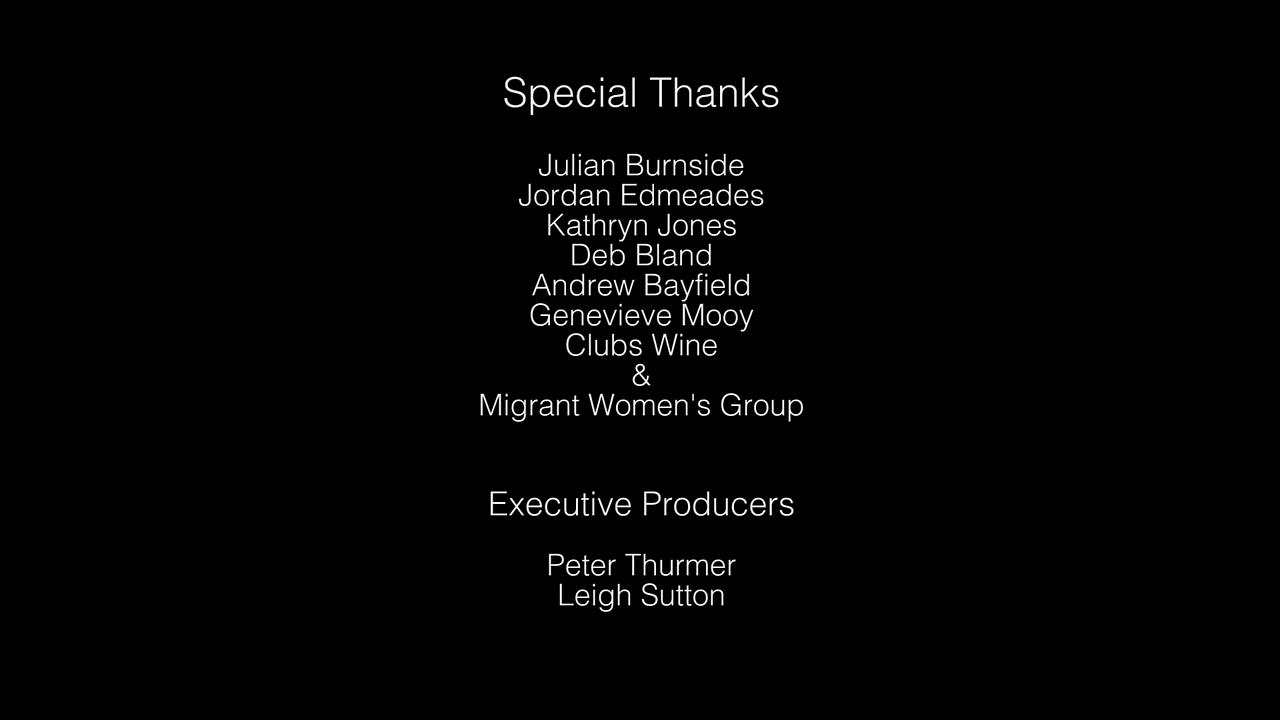 Special Thanks
Julian Burnside
Jordan Edmeades
Kathryn Jones
Deb Bland
Andrew Bayfield
Genevieve Mooy
Clubs Wine
&
Migrant Women's Group
Executive Producers
Peter Thurmer
Leigh Sutton